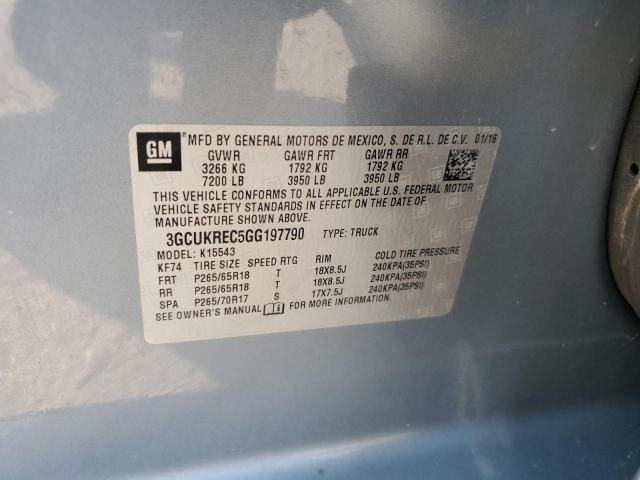 GM MFD BY GENERAL MOTORS DE MEXICO, S. DE R.L. DE C.V. 01/16
GVWR GAWR FRT GAWR RR
3266 KG 1792 KG 1792 KG
7200 LB 3950 LB 3950 LB
THIS VEHICLE CONFORMS TO ALL APPLICABLE U.S. FEDERAL MOTOR
VEHICLE SAFETY STANDARDS IN EFFECT ON THE DATE OF
MANUFACTURE SHOWN ABOVE.
3GCUKREC5GG197790 TYPE: TRUCK
MODEL: K15543
KF74 TIRE SIZE SPEED RTG RIM COLD TIRE PRESSURE
FRT P265/65R18 T 18X8.5J 240KPA(35PSI)
RR P265/65R18 T 18X8.5J 240KPA(35PSI)
SPA P265/70R17 S 17X7.5J 240KPA(35PSI)
SEE OWNER'S MANUAL FOR MORE INFORMATION.